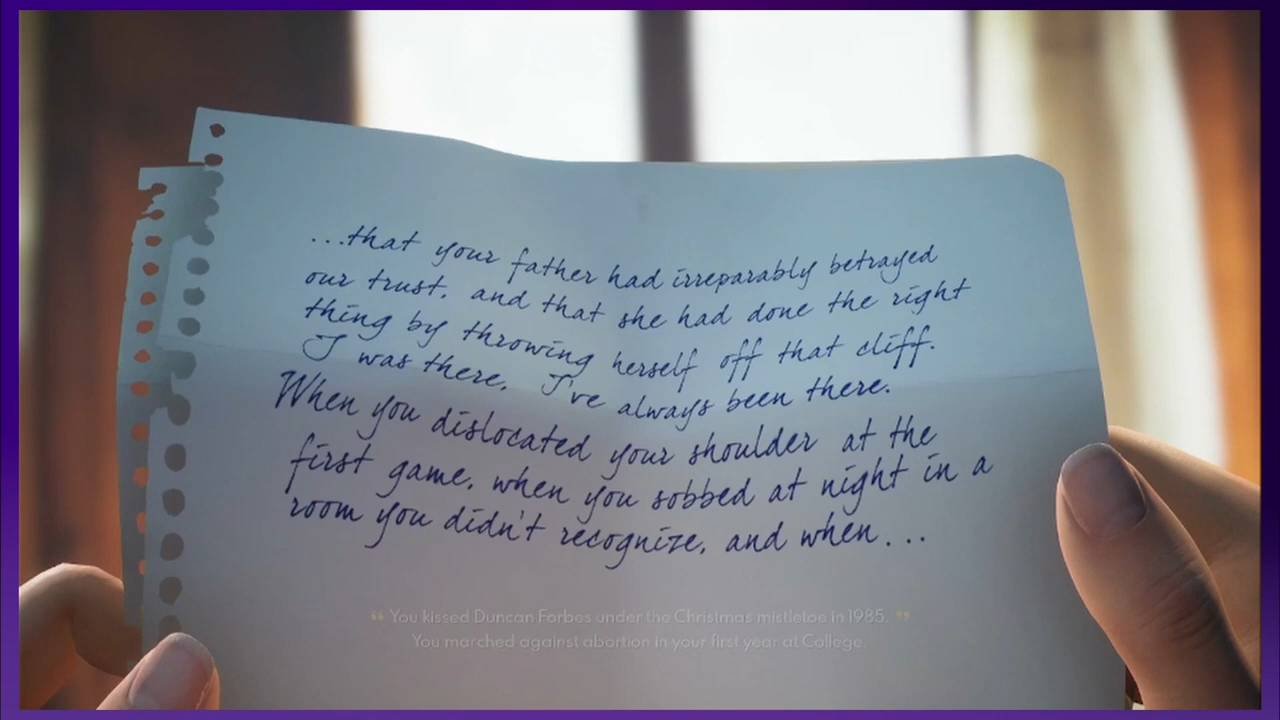 ...that your father had irreparably betrayed
our trust, and that she had done the right
thing by throwing herself off that cliff.
I was there, I've always been there.
When you dislocated your shoulder at the
first game, when you sobbed at night in a
room you didn't recognize, and when...
“ You kissed Duncan Forbes under the Christmas mistletoe in 1985. ”
You marched against abortion in your first year at College.